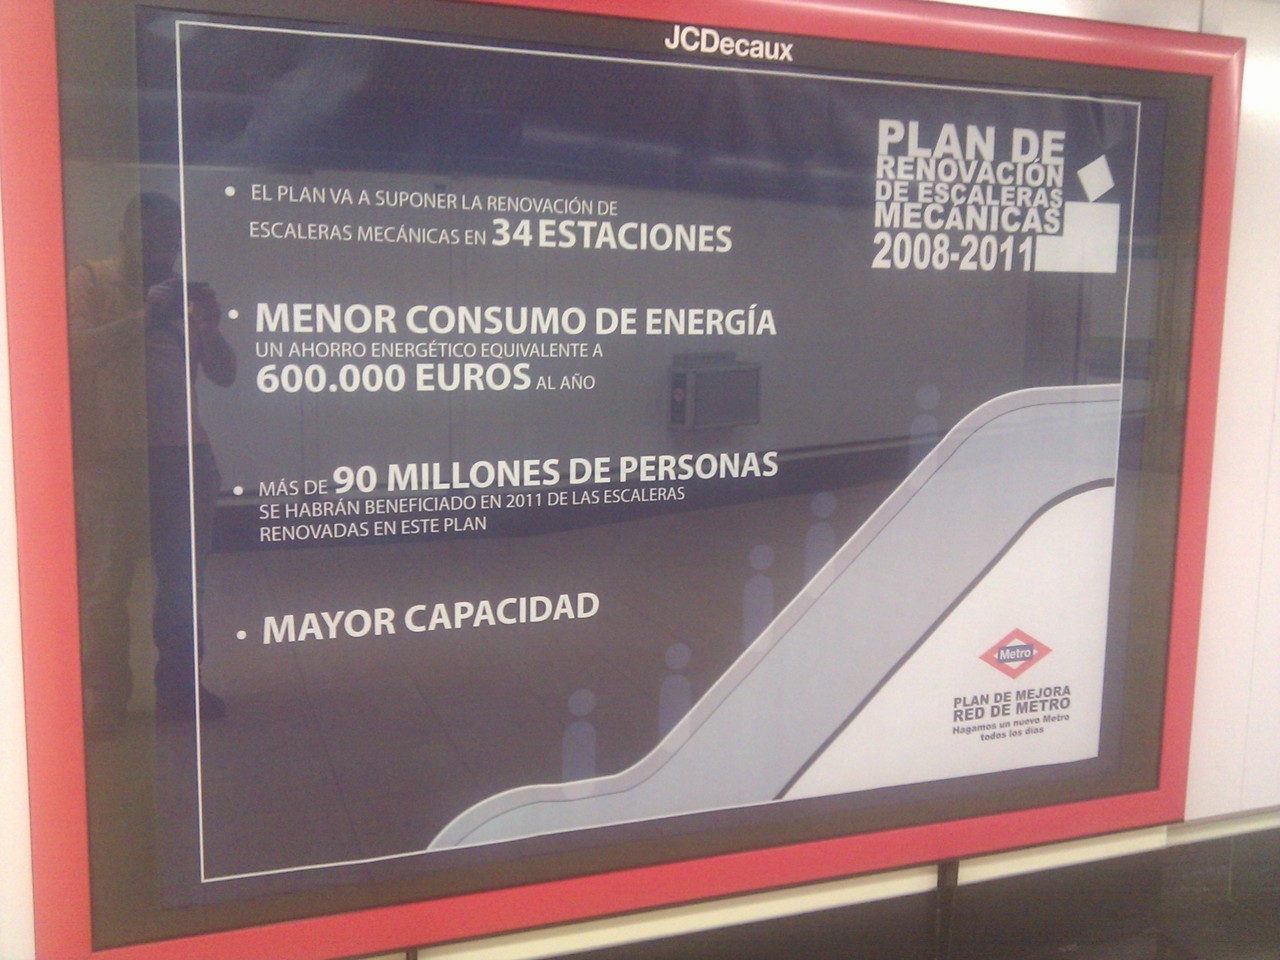 JCDecaux
PLAN DE
RENOVACIÓN
DE ESCALERAS
MECÁNICAS
2008-2011
• EL PLAN VA A SUPONER LA RENOVACIÓN DE
ESCALERAS MECÁNICAS EN 34 ESTACIONES
• MENOR CONSUMO DE ENERGÍA
UN AHORRO ENERGÉTICO EQUIVALENTE A
600.000 EUROS AL AÑO
• MÁS DE 90 MILLONES DE PERSONAS
SE HABRÁN BENEFICIADO EN 2011 DE LAS ESCALERAS
RENOVADAS EN ESTE PLAN
• MAYOR CAPACIDAD
Metro
PLAN DE MEJORA
RED DE METRO
Hagamos un nuevo Metro
todos los días